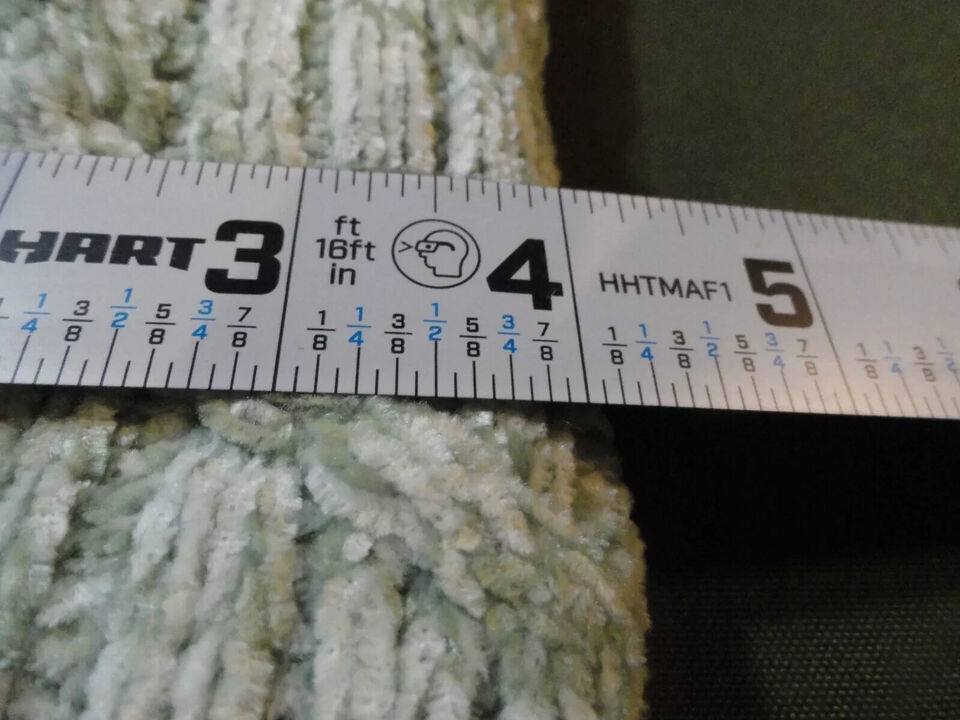 HART 3 ft 4 HHTMAF1 5
16ft
in
1/4 3/8 1/2 5/8 3/4 7/8 1/8 1/4 3/8 1/2 5/8 3/4 7/8 1/8 1/4 3/8 1/2 5/8 3/4 7/8 1/8 1/4 3/8 1/2